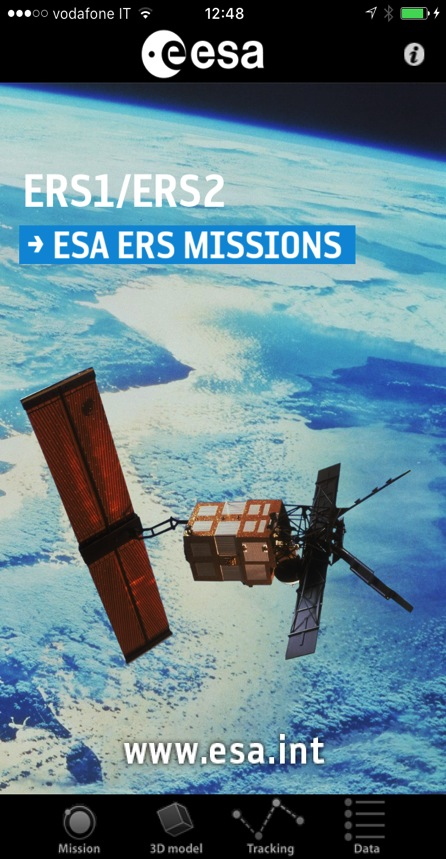 vodafone IT 12:48
esa
ERS1/ERS2
→ ESA ERS MISSIONS
www.esa.int
Mission 3D model Tracking Data